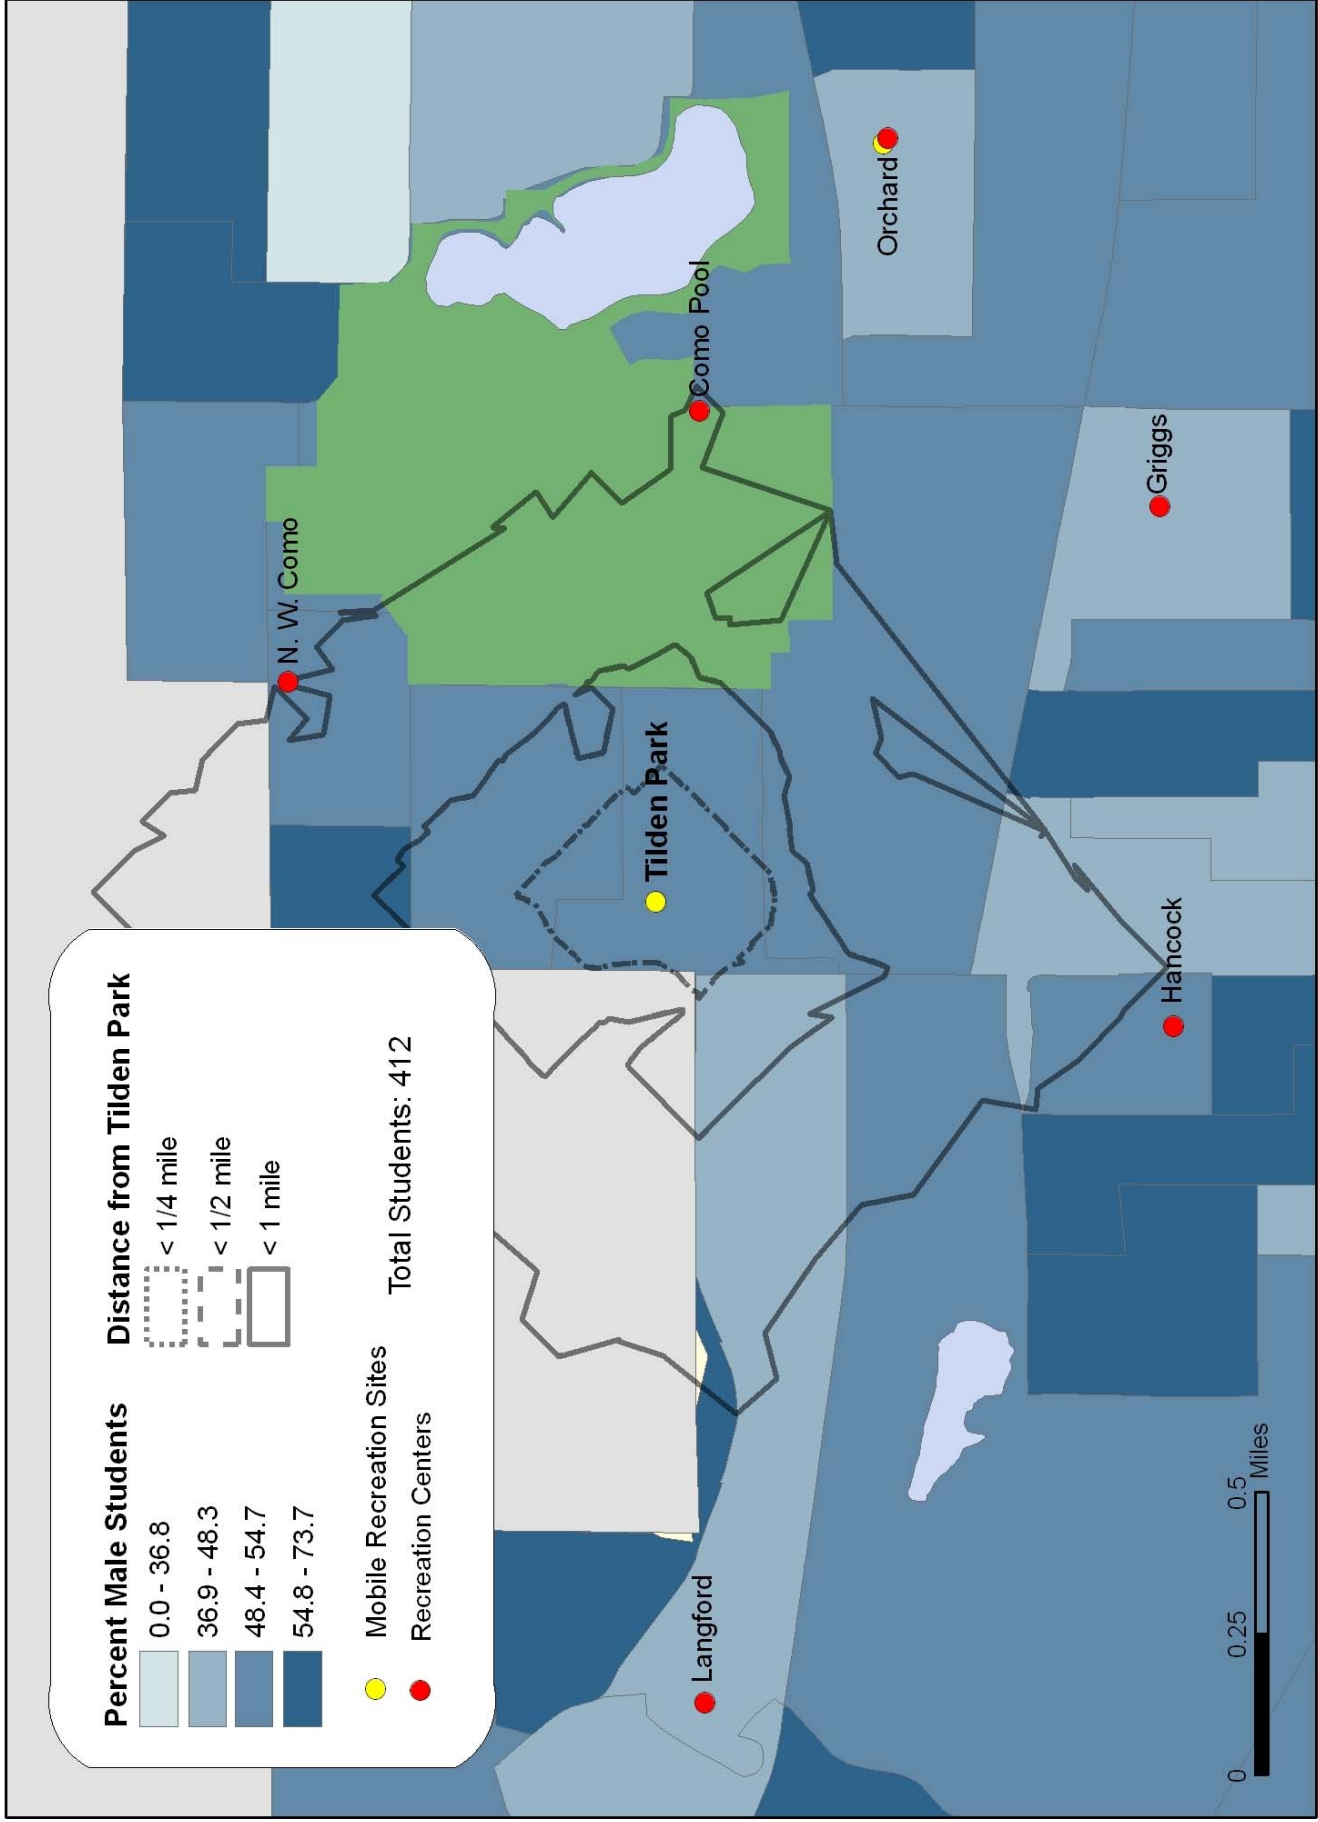 Percent Male Students
0.0 - 36.8
36.9 - 48.3
48.4 - 54.7
54.8 - 73.7
Distance from Tilden Park
< 1/4 mile
< 1/2 mile
< 1 mile
Mobile Recreation Sites
Recreation Centers
Total Students: 412
N. W. Como
Tilden Park
Como Pool
Langford
Orchard
Hancock
Griggs
0 0.25 0.5
Miles